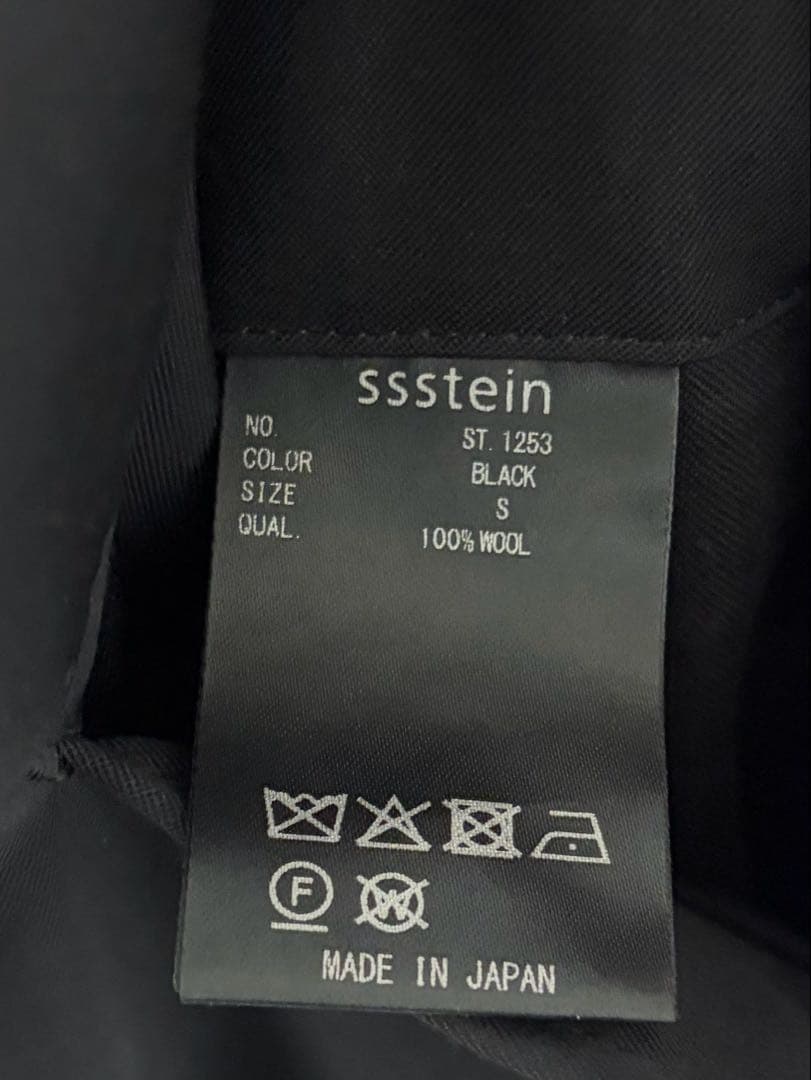 ssstein
NO. ST. 1253
COLOR BLACK
SIZE S
QUAL. 100% WOOL
F
W
MADE IN JAPAN